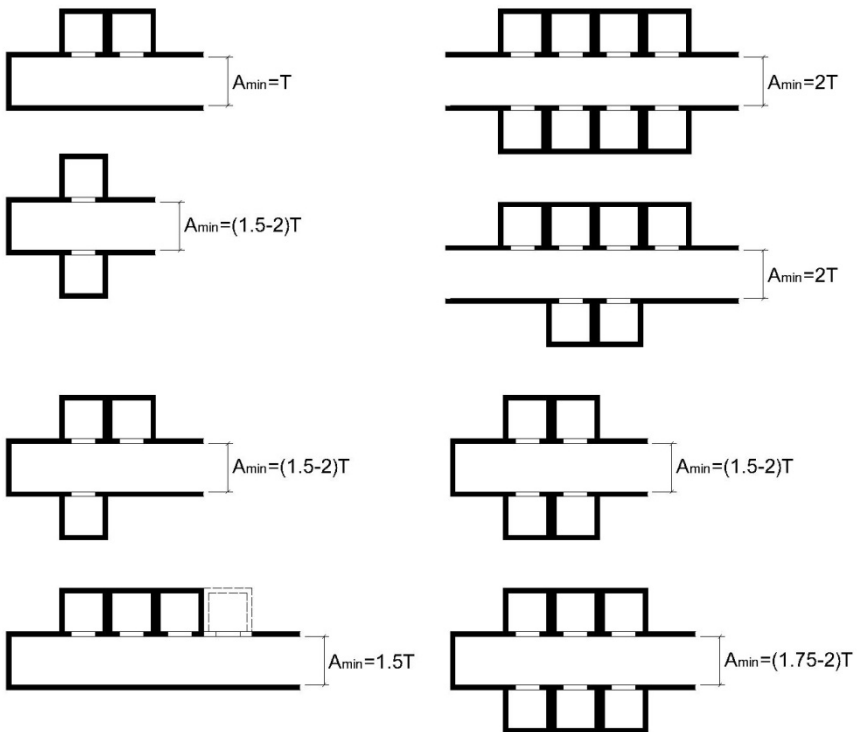 Amin=T
Amin=2T
Amin=(1.5-2)T
Amin=2T
Amin=(1.5-2)T
Amin=(1.5-2)T
Amin=1.5T
Amin=(1.75-2)T